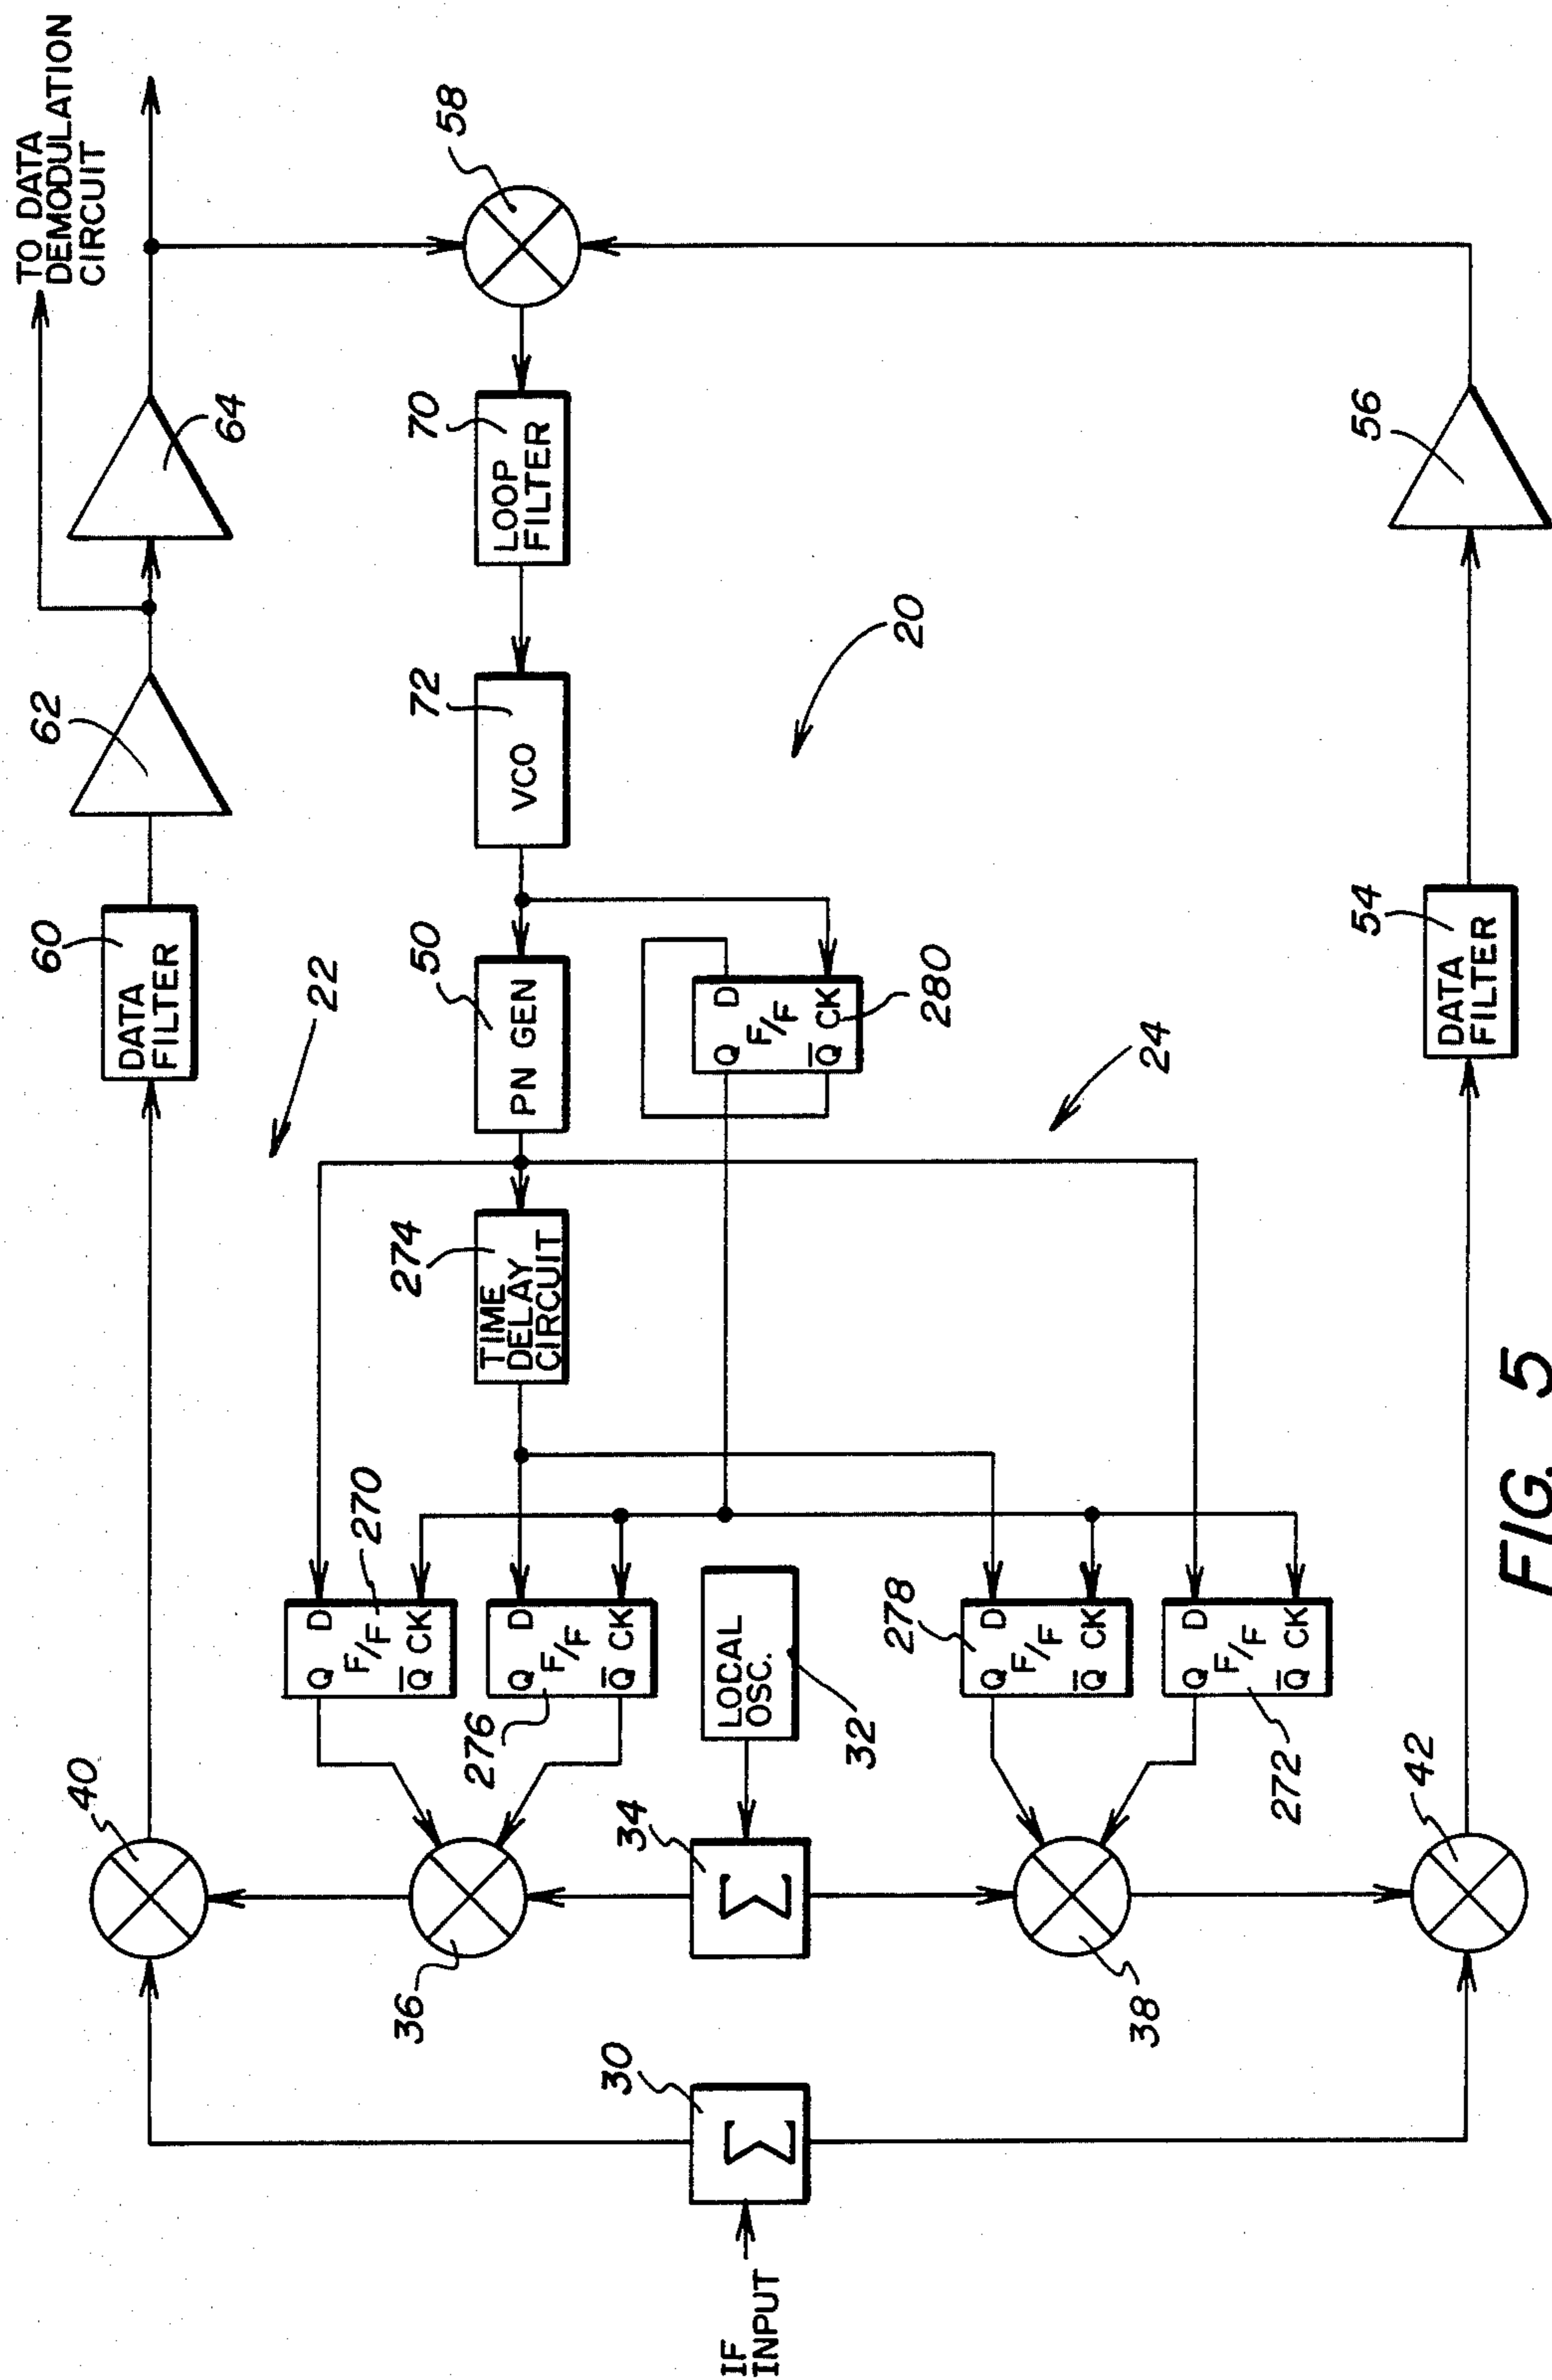 TO DATA
DEMODULATION
CIRCUIT
62
64
60
DATA
FILTER
22
40
58
70
LOOP
FILTER
72
VCO
50
PN GEN
274
TIME
DELAY
CIRCUIT
270
Q D
F/F
Q̅ CK
276
Q D
F/F
Q̅ CK
36
20
Q D
F/F
Q̅ CK
280
LOCAL
OSC.
32
34
Σ
30
Σ
IF
INPUT
24
278
Q D
F/F
Q̅ CK
272
Q D
F/F
Q̅ CK
38
56
54
DATA
FILTER
42
FIG. 5